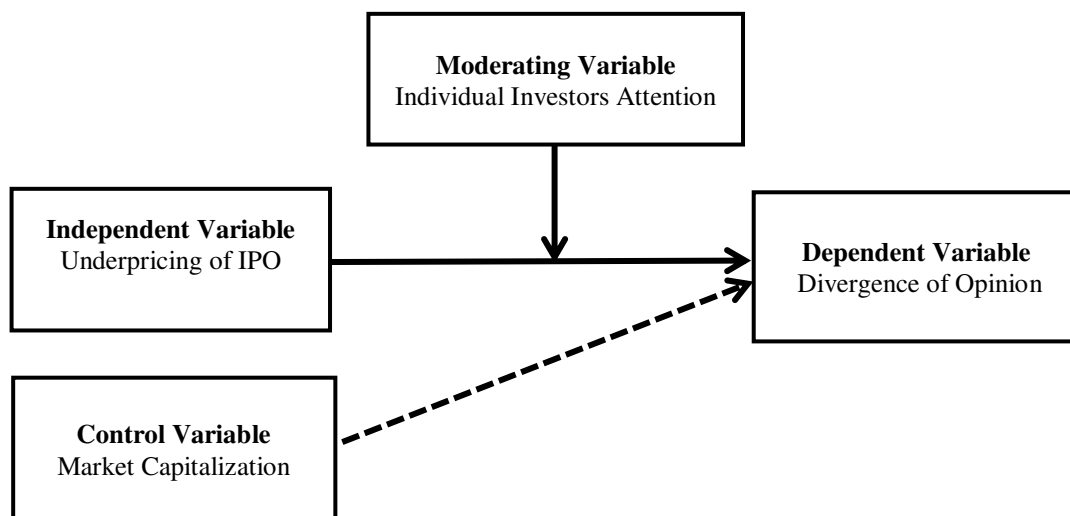 Moderating Variable
Individual Investors Attention
Independent Variable
Underpricing of IPO
Dependent Variable
Divergence of Opinion
Control Variable
Market Capitalization